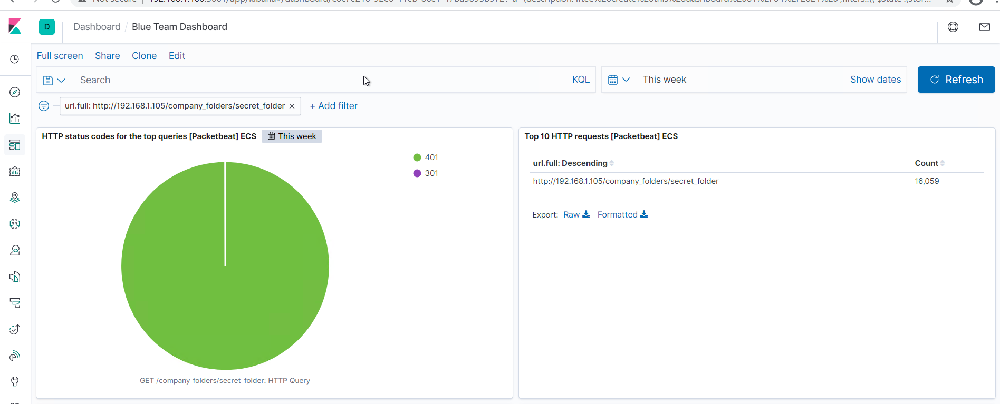 D
Dashboard / Blue Team Dashboard
Full screen Share Clone Edit
Search
KQL
This week
Show dates
Refresh
url.full: http://192.168.1.105/company_folders/secret_folder ×
+ Add filter
HTTP status codes for the top queries [Packetbeat] ECS This week
401
301
GET /company_folders/secret_folder: HTTP Query
Top 10 HTTP requests [Packetbeat] ECS
url.full: Descending Count
http://192.168.1.105/company_folders/secret_folder 16,059
Export: Raw Formatted